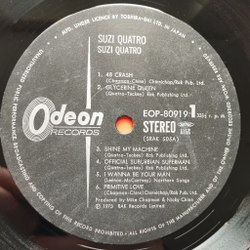 MFG. UNDER LICENCE BY TOSHIBA-EMI LTD. IN JAPAN
SUZI QUATRO
SUZI QUATRO
1. 48 CRASH
(Chapman-Chinn) Chinnichap/Rak Pub. Ltd.
2. GLYCERINE QUEEN
(Quatro-Tuckey) Rak Publishing Ltd.
Odeon
RECORDS
EOP-80919
1
STEREO
(SRAK 505A)
3. SHINE MY MACHINE
(Quatro-Tuckey) Rak Publishing Ltd.
4. OFFICIAL SUBURBAN SUPERMAN
(Quatro-Tuckey) Rak Publishing Ltd.
5. I WANNA BE YOUR MAN
(Lennon-McCartney) Northern Songs
6. PRIMITIVE LOVE
(Chapman-Chinn) Chinnichap/Rak Pub. Ltd.
Produced by Mike Chapman & Nicky Chinn
℗ 1973 RAK Records Limited